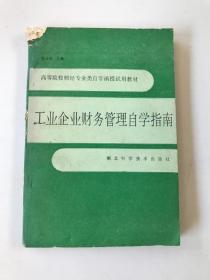 主编
高等院校财经专业类自学函授试用教材
工业企业财务管理自学指南
湖北科学技术出版社